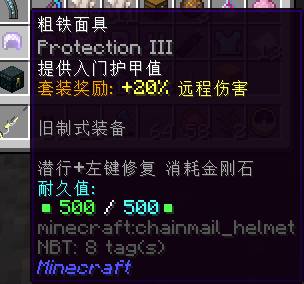 粗铁面具
Protection III
提供入门护甲值
套装奖励: +20% 远程伤害
旧制式装备
潜行+左键修复 消耗金刚石
耐久值:
■ 500 / 500 ■
minecraft:chainmail_helmet
NBT: 8 tag(s)
Minecraft